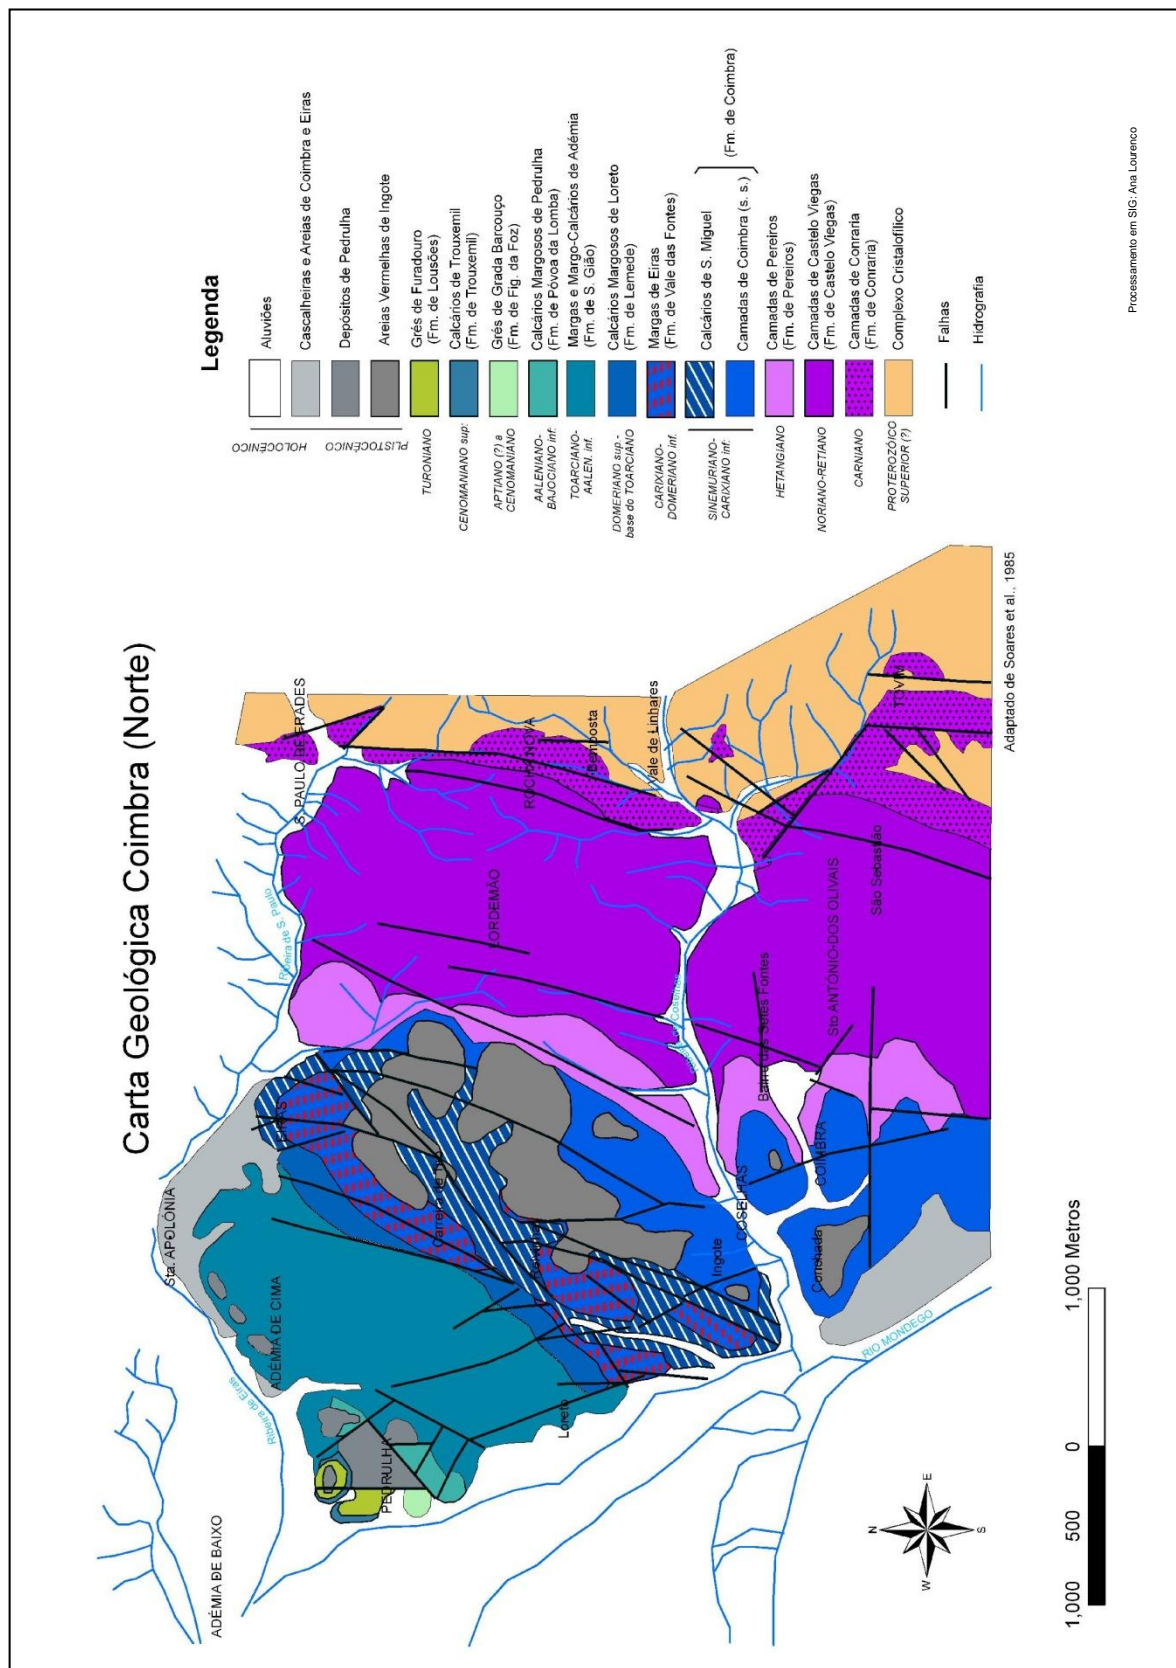 Carta Geológica Coimbra (Norte)
S. PAULO DE FRADES
Ribeira de S. Paulo
Sta. APOLÓNIA
EIRAS
ADÉMIA DE CIMA
Ribeira de Eiras
ADÉMIA DE BAIXO
PEDRULHA
LORDEMÃO
ROCHA NOVA
Bemposta
Vale de Linhares
Loreto
Ingote
COSELHAS
Bairro das Setes Fontes
Conchada
COIMBRA
Sto ANTÓNIO-DOS OLIVAIS
São Sebastião
TOVIM
RIO MONDEGO
N
E
S
W
1,000
500
0
1,000 Metros
Adaptado de Soares et al., 1985
Legenda
HOLOCÉNICO
Aluviões
Cascalheiras e Areias de Coimbra e Eiras
PLISTOCÉNICO
Depósitos de Pedrulha
Areias Vermelhas de Ingote
TURONIANO
Grés de Furadouro
(Fm. de Lousões)
CENOMANIANO sup:
Calcários de Trouxemil
(Fm. de Trouxemil)
APTIANO (?) a
CENOMANIANO
Grés de Grada Barcouço
(Fm. de Fig. da Foz)
AALENIANO-
BAJOCIANO inf:
Calcários Margosos de Pedrulha
(Fm. de Póvoa da Lomba)
TOARCIANO-
AALEN. inf.
Margas e Margo-Calcários de Adémia
(Fm. de S. Gião)
DOMERIANO sup.-
base do TOARCIANO
Calcários Margosos de Loreto
(Fm. de Lemede)
CARIXIANO-
DOMERIANO inf.
Margas de Eiras
(Fm. de Vale das Fontes)
SINEMURIANO-
CARIXIANO inf:
Calcários de S. Miguel
Camadas de Coimbra (s. s.)
(Fm. de Coimbra)
HETANGIANO
Camadas de Pereiros
(Fm. de Pereiros)
NORIANO-RETIANO
Camadas de Castelo Viegas
(Fm. de Castelo Viegas)
CARNIANO
Camadas de Conraria
(Fm. de Conraria)
PROTEROZÓICO
SUPERIOR (?)
Complexo Cristalofílico
Falhas
Hidrografia
Processamento em SIG: Ana Lourenco